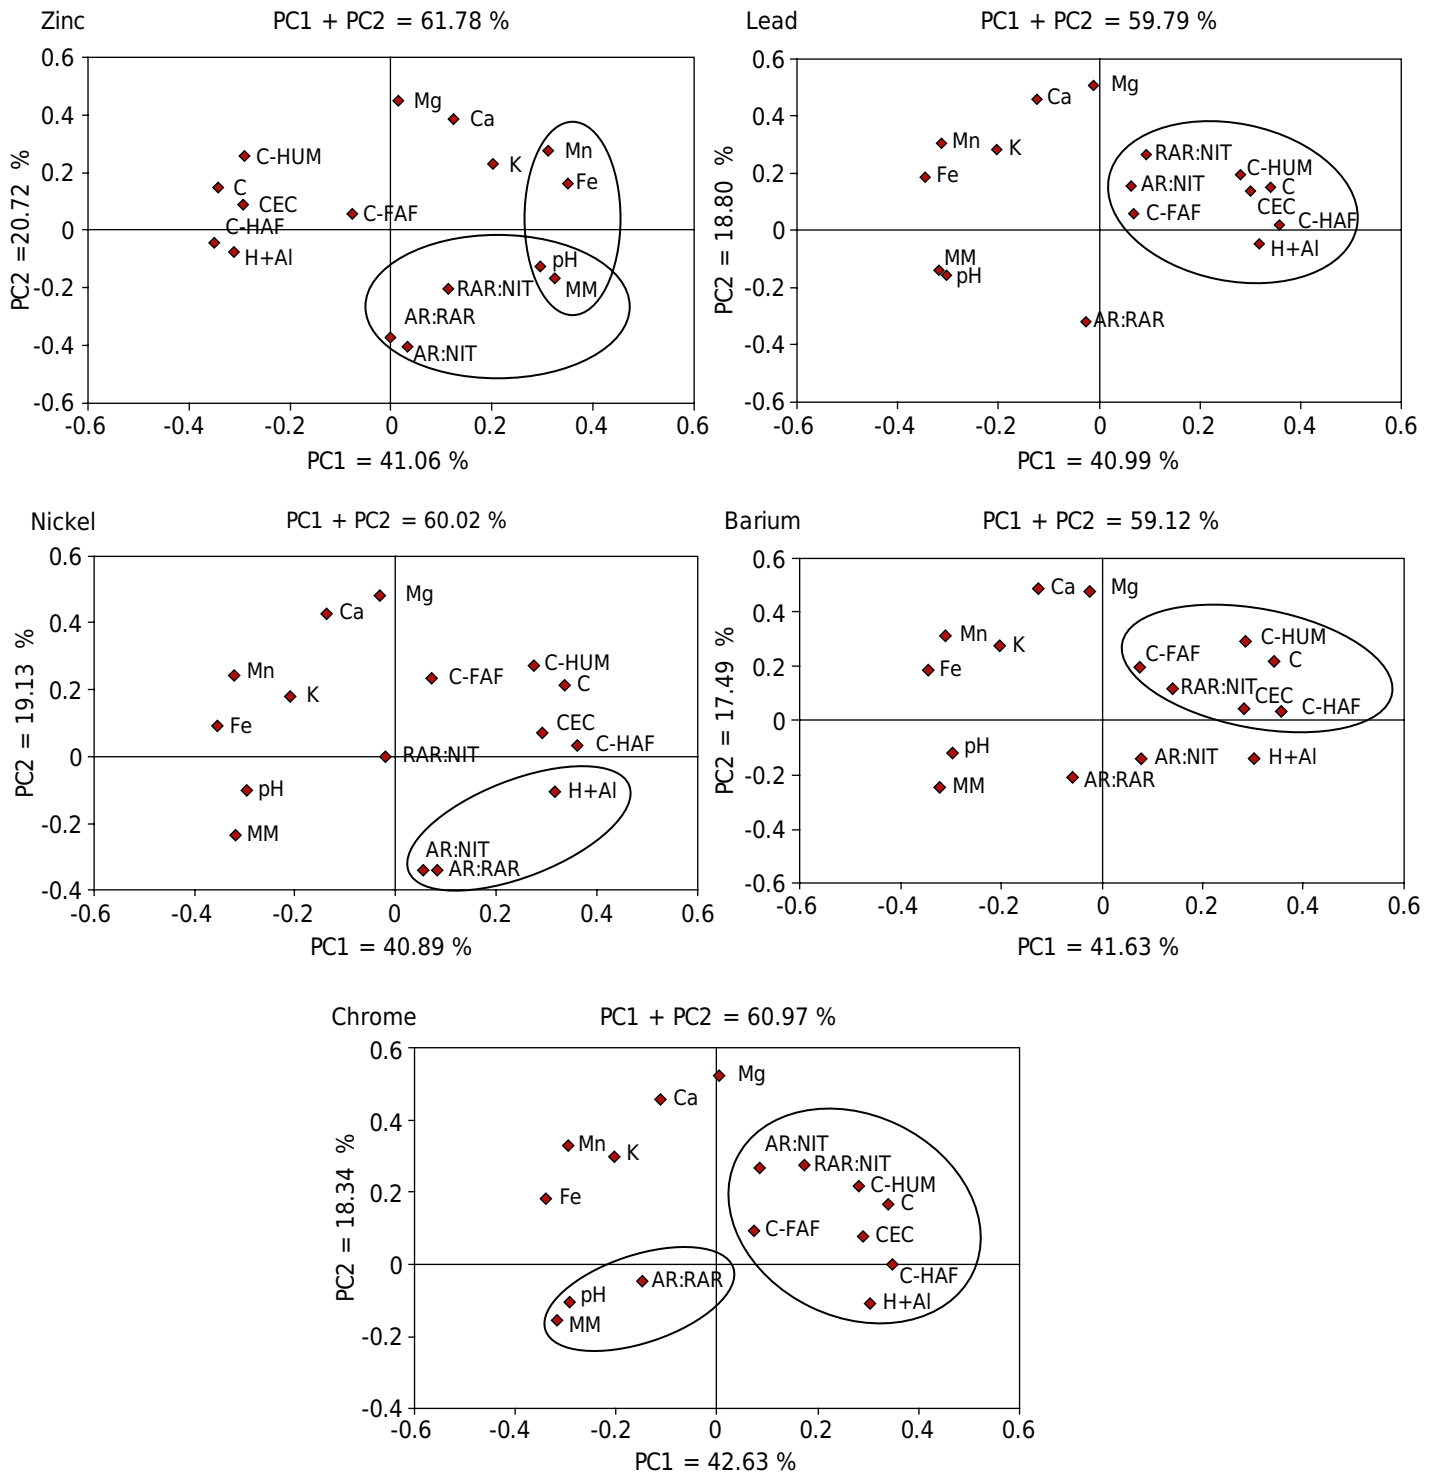 Zinc
PC1 + PC2 = 61.78 %
0.6
0.4
0.2
0
-0.2
-0.4
-0.6
PC2 =20.72 %
Mg
Ca
Mn
K
Fe
C-HUM
C
CEC
C-FAF
C-HAF
H+Al
pH
RAR:NIT
MM
AR:RAR
AR:NIT
-0.6 -0.4 -0.2 0 0.2 0.4 0.6
PC1 = 41.06 %
Lead
PC1 + PC2 = 59.79 %
0.6
0.4
0.2
0
-0.2
-0.4
-0.6
PC2 = 18.80 %
Mg
Ca
Mn
K
Fe
RAR:NIT
C-HUM
AR:NIT
C
CEC
C-FAF
C-HAF
H+Al
MM
pH
AR:RAR
-0.6 -0.4 -0.2 0 0.2 0.4 0.6
PC1 = 40.99 %
Nickel
PC1 + PC2 = 60.02 %
0.6
0.4
0.2
0
-0.2
-0.4
PC2 = 19.13 %
Mg
Ca
Mn
K
Fe
C-FAF
C-HUM
C
CEC
C-HAF
RAR:NIT
pH
H+Al
MM
AR:NIT
AR:RAR
-0.6 -0.4 -0.2 0 0.2 0.4 0.6
PC1 = 40.89 %
Barium
PC1 + PC2 = 59.12 %
0.6
0.4
0.2
0
-0.2
-0.4
-0.6
PC2 = 17.49 %
Ca
Mg
Mn
K
Fe
C-HUM
C-FAF
C
RAR:NIT
CEC
C-HAF
pH
AR:NIT
H+Al
MM
AR:RAR
-0.6 -0.4 -0.2 0 0.2 0.4 0.6
PC1 = 41.63 %
Chrome
PC1 + PC2 = 60.97 %
0.6
0.4
0.2
0
-0.2
-0.4
PC2 = 18.34 %
Mg
Ca
Mn
K
Fe
AR:NIT
RAR:NIT
C-HUM
C
C-FAF
CEC
C-HAF
AR:RAR
pH
H+Al
MM
-0.6 -0.4 -0.2 0 0.2 0.4 0.6
PC1 = 42.63 %